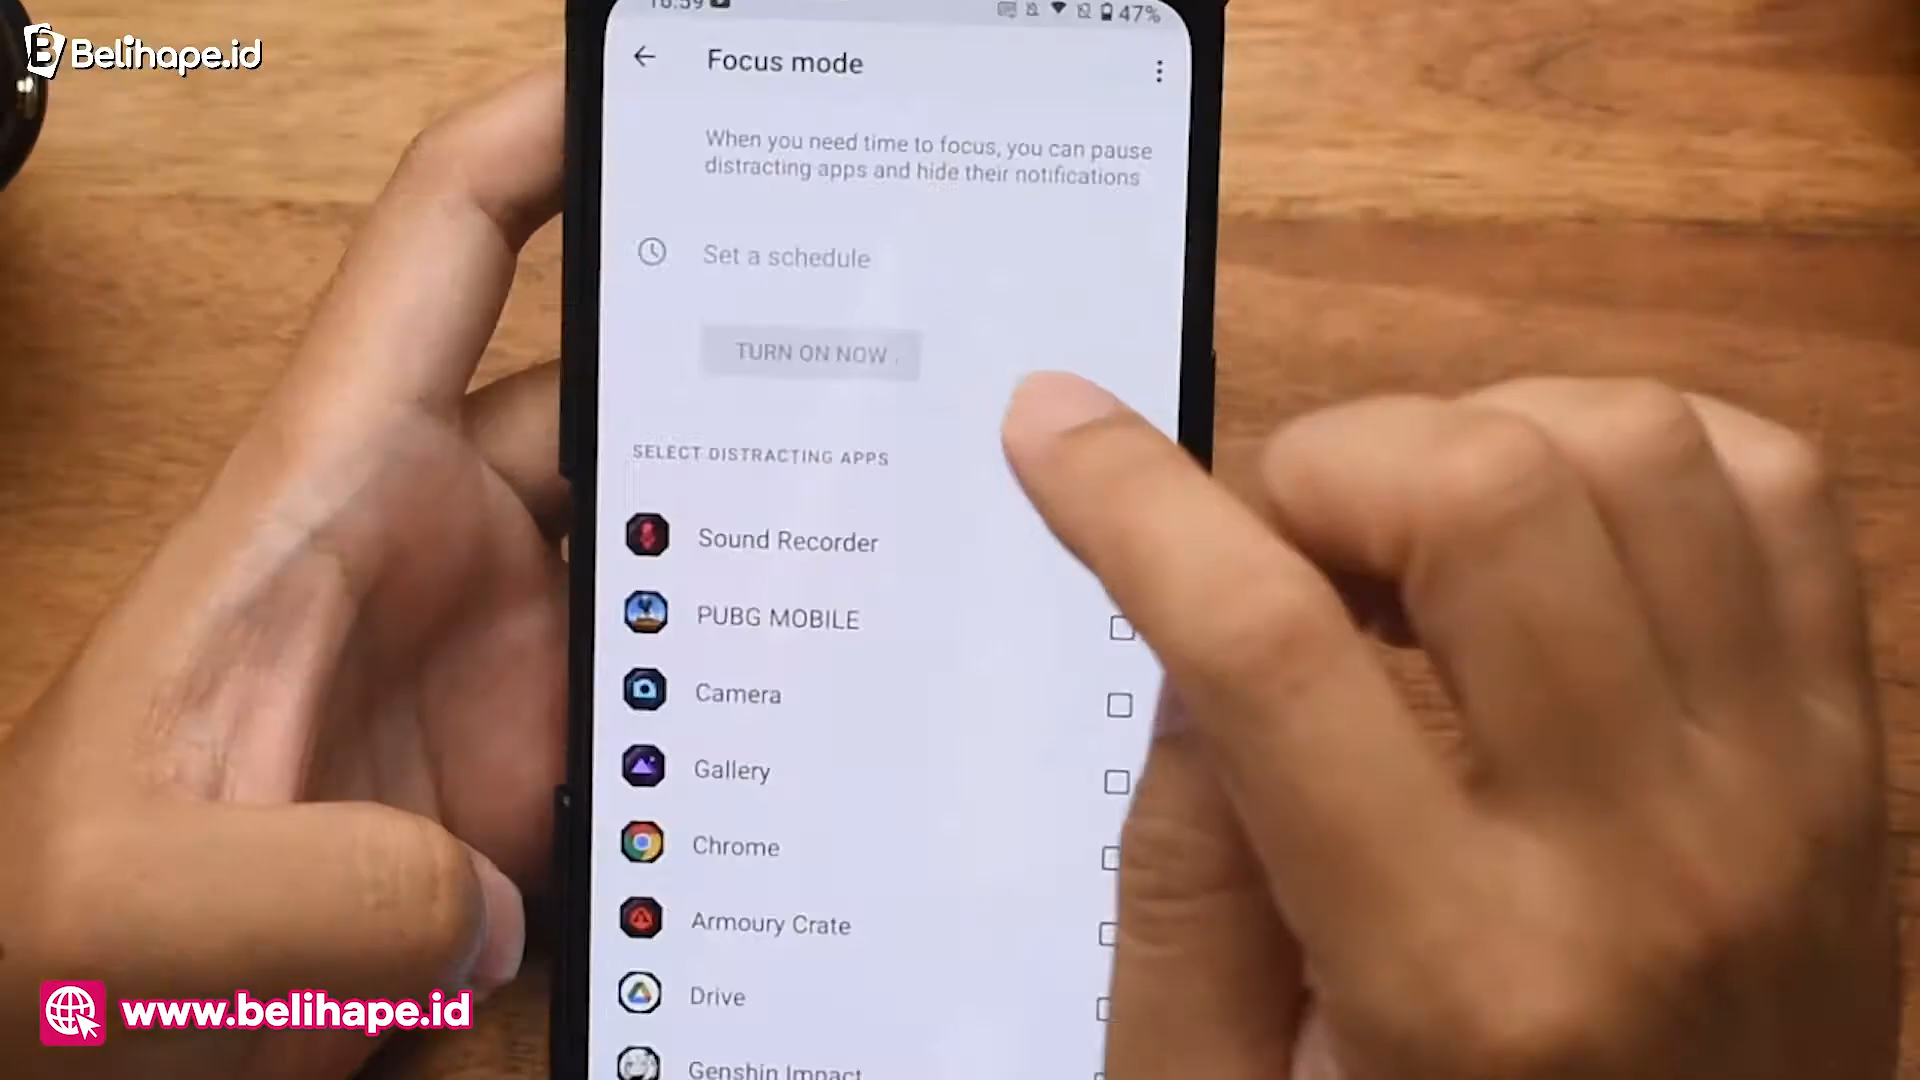 Belihape.id
16:59
47%
Focus mode
When you need time to focus, you can pause
distracting apps and hide their notifications
Set a schedule
TURN ON NOW
SELECT DISTRACTING APPS
Sound Recorder
PUBG MOBILE
Camera
Gallery
Chrome
Armoury Crate
Drive
Genshin Impact
www.belihape.id